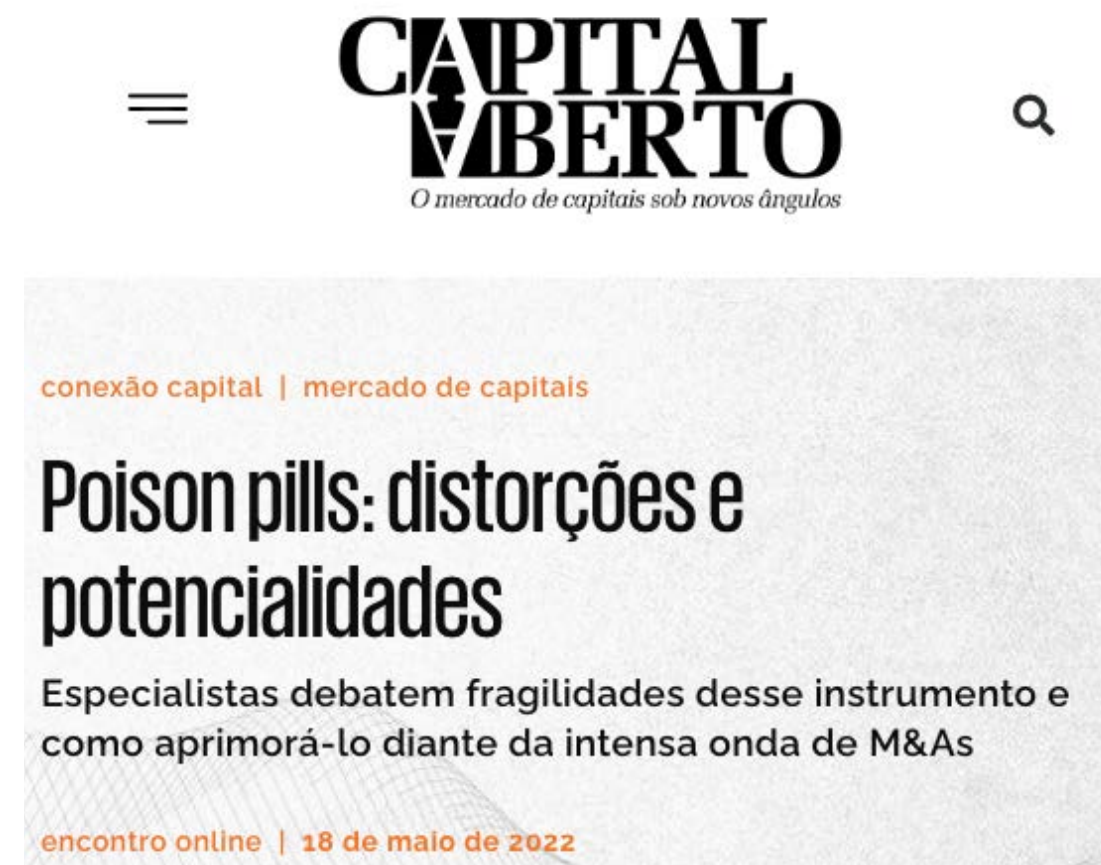 CAPITAL
ABERTO
O mercado de capitais sob novos ângulos
conexão capital | mercado de capitais
Poison pills: distorções e
potencialidades
Especialistas debatem fragilidades desse instrumento e
como aprimorá-lo diante da intensa onda de M&As
encontro online | 18 de maio de 2022